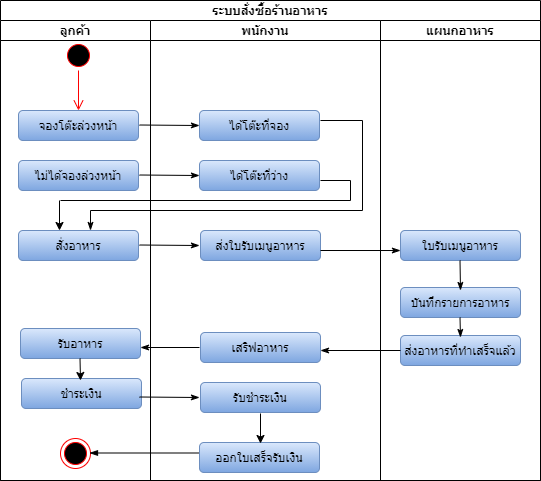 ระบบสั่งซื้อร้านอาหาร
ลูกค้า พนักงาน แผนกอาหาร
จองโต๊ะล่วงหน้า ได้โต๊ะที่จอง
ไม่ได้จองล่วงหน้า ได้โต๊ะที่ว่าง
สั่งอาหาร ส่งใบรับเมนูอาหาร ใบรับเมนูอาหาร
บันทึกรายการอาหาร
รับอาหาร เสริฟอาหาร ส่งอาหารที่ทำเสร็จแล้ว
ชำระเงิน รับชำระเงิน
ออกใบเสร็จรับเงิน